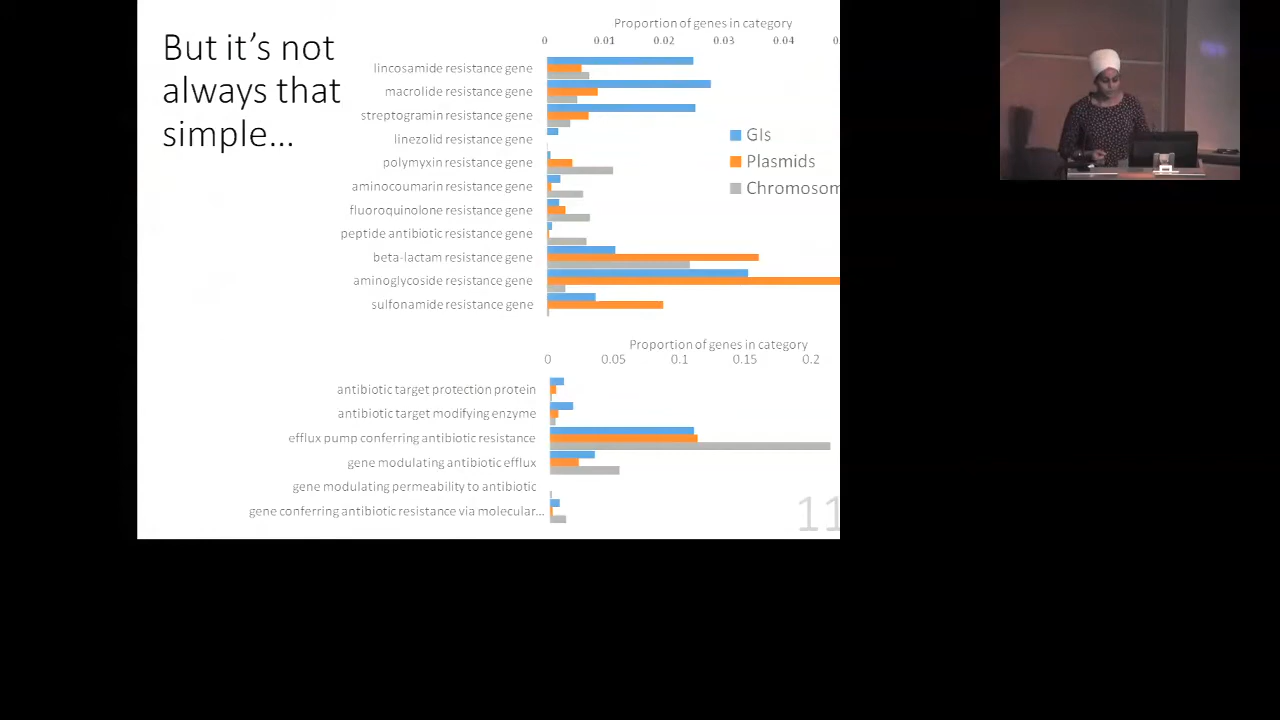 But it's not
always that
simple...
Proportion of genes in category
0 0.01 0.02 0.03 0.04 0.
lincosamide resistance gene
macrolide resistance gene
streptogramin resistance gene
linezolid resistance gene
polymyxin resistance gene
aminocoumarin resistance gene
fluoroquinolone resistance gene
peptide antibiotic resistance gene
beta-lactam resistance gene
aminoglycoside resistance gene
sulfonamide resistance gene
GIs
Plasmids
Chromosom
Proportion of genes in category
0 0.05 0.1 0.15 0.2
antibiotic target protection protein
antibiotic target modifying enzyme
efflux pump conferring antibiotic resistance
gene modulating antibiotic efflux
gene modulating permeability to antibiotic
gene conferring antibiotic resistance via molecular...
11